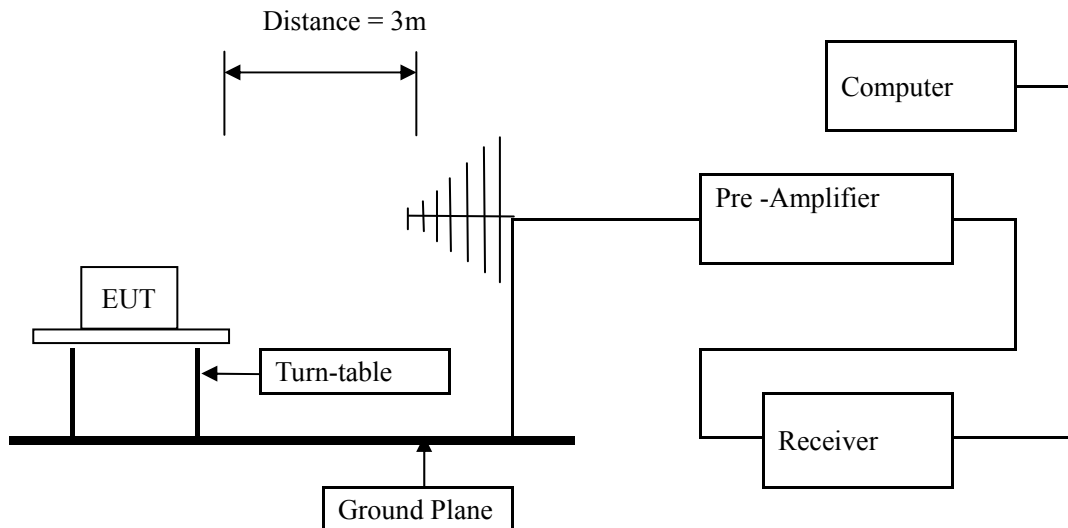 Distance = 3m
Computer
Pre -Amplifier
EUT
Turn-table
Receiver
Ground Plane